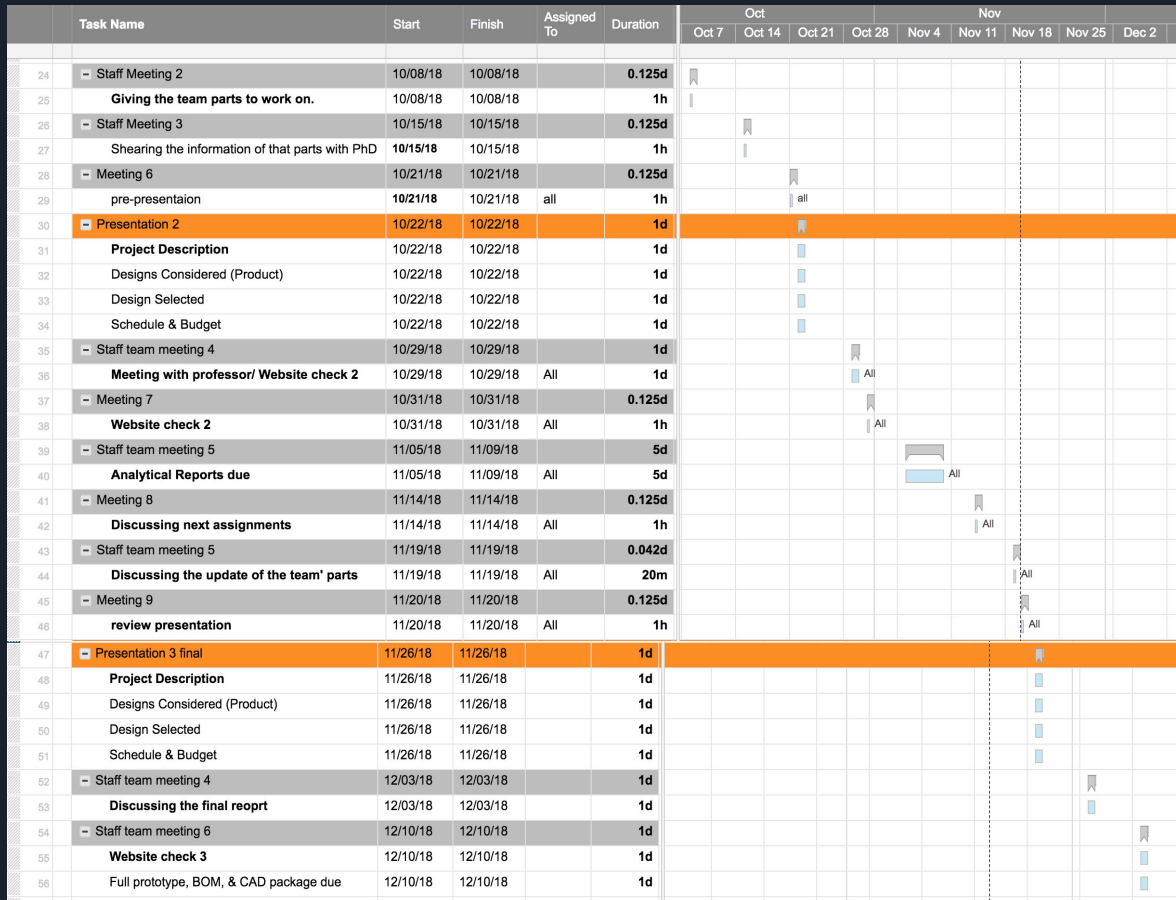 Task Name Start Finish Assigned To Duration Oct Nov
Oct 7 Oct 14 Oct 21 Oct 28 Nov 4 Nov 11 Nov 18 Nov 25 Dec 2
24 Staff Meeting 2 10/08/18 10/08/18 0.125d
25 Giving the team parts to work on. 10/08/18 10/08/18 1h
26 Staff Meeting 3 10/15/18 10/15/18 0.125d
27 Shearing the information of that parts with PhD 10/15/18 10/15/18 1h
28 Meeting 6 10/21/18 10/21/18 0.125d
29 pre-presentaion 10/21/18 10/21/18 all 1h all
30 Presentation 2 10/22/18 10/22/18 1d
31 Project Description 10/22/18 10/22/18 1d
32 Designs Considered (Product) 10/22/18 10/22/18 1d
33 Design Selected 10/22/18 10/22/18 1d
34 Schedule & Budget 10/22/18 10/22/18 1d
35 Staff team meeting 4 10/29/18 10/29/18 1d
36 Meeting with professor/ Website check 2 10/29/18 10/29/18 All 1d All
37 Meeting 7 10/31/18 10/31/18 0.125d
38 Website check 2 10/31/18 10/31/18 All 1h All
39 Staff team meeting 5 11/05/18 11/09/18 5d
40 Analytical Reports due 11/05/18 11/09/18 All 5d All
41 Meeting 8 11/14/18 11/14/18 0.125d
42 Discussing next assignments 11/14/18 11/14/18 All 1h All
43 Staff team meeting 5 11/19/18 11/19/18 0.042d
44 Discussing the update of the team' parts 11/19/18 11/19/18 All 20m All
45 Meeting 9 11/20/18 11/20/18 0.125d
46 review presentation 11/20/18 11/20/18 All 1h All
47 Presentation 3 final 11/26/18 11/26/18 1d
48 Project Description 11/26/18 11/26/18 1d
49 Designs Considered (Product) 11/26/18 11/26/18 1d
50 Design Selected 11/26/18 11/26/18 1d
51 Schedule & Budget 11/26/18 11/26/18 1d
52 Staff team meeting 4 12/03/18 12/03/18 1d
53 Discussing the final reoprt 12/03/18 12/03/18 1d
54 Staff team meeting 6 12/10/18 12/10/18 1d
55 Website check 3 12/10/18 12/10/18 1d
56 Full prototype, BOM, & CAD package due 12/10/18 12/10/18 1d